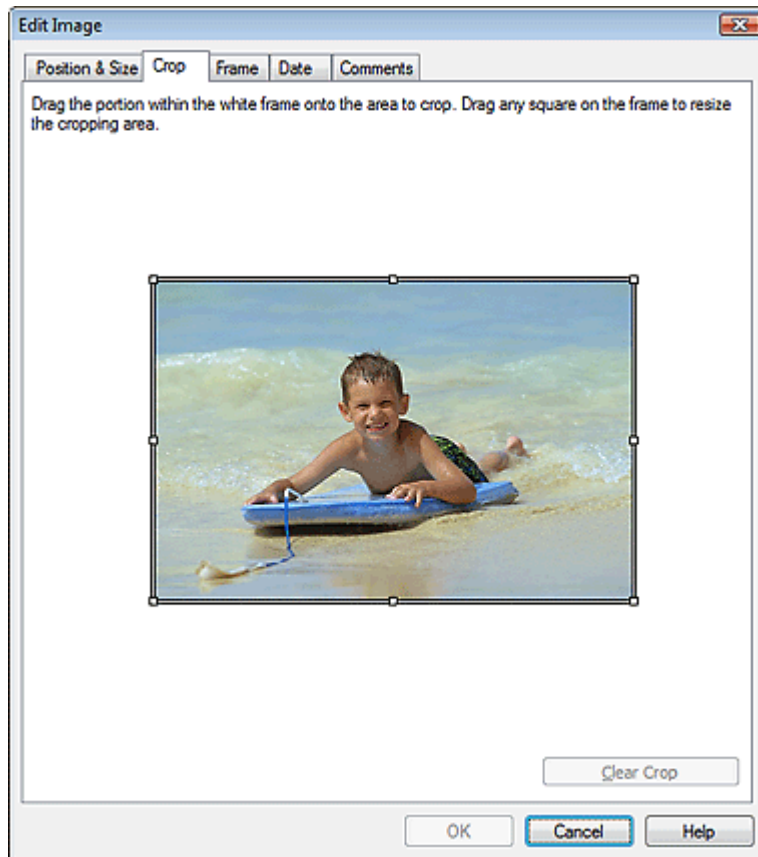 Edit Image
Position & Size Crop Frame Date Comments
Drag the portion within the white frame onto the area to crop. Drag any square on the frame to resize
the cropping area.
Clear Crop
OK Cancel Help